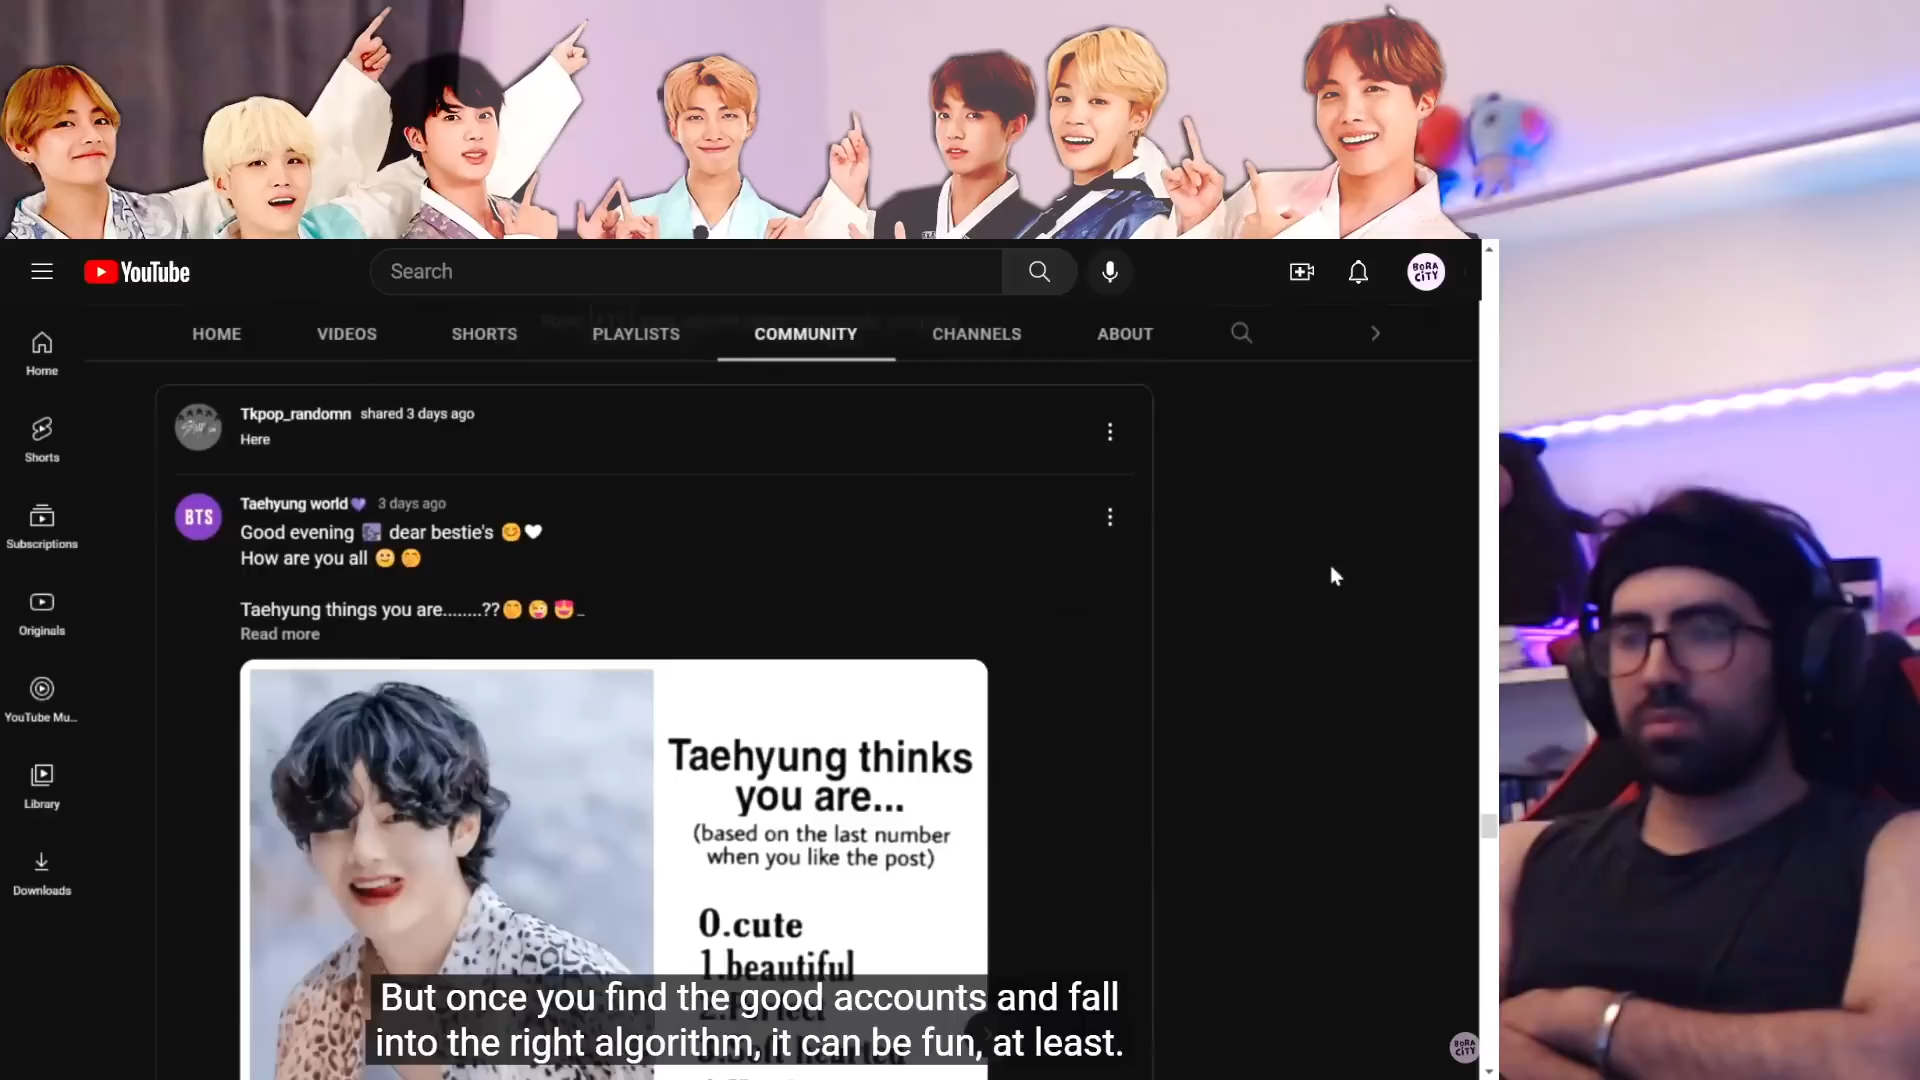 YouTube
Search
BORA
CITY
HOME
VIDEOS
SHORTS
PLAYLISTS
COMMUNITY
CHANNELS
ABOUT
Home
Shorts
Subscriptions
Originals
YouTube Mu...
Library
Downloads
Tkpop_randomn shared 3 days ago
Here
BTS
Taehyung world 💜 3 days ago
Good evening 🌌 dear bestie's 😊🤍
How are you all 🙂 🤭
Taehyung things you are........??🤭 😜 😍_
Read more
Taehyung thinks
you are...
(based on the last number
when you like the post)
0.cute
1.beautiful
But once you find the good accounts and fall
into the right algorithm, it can be fun, at least.
BORA
CITY